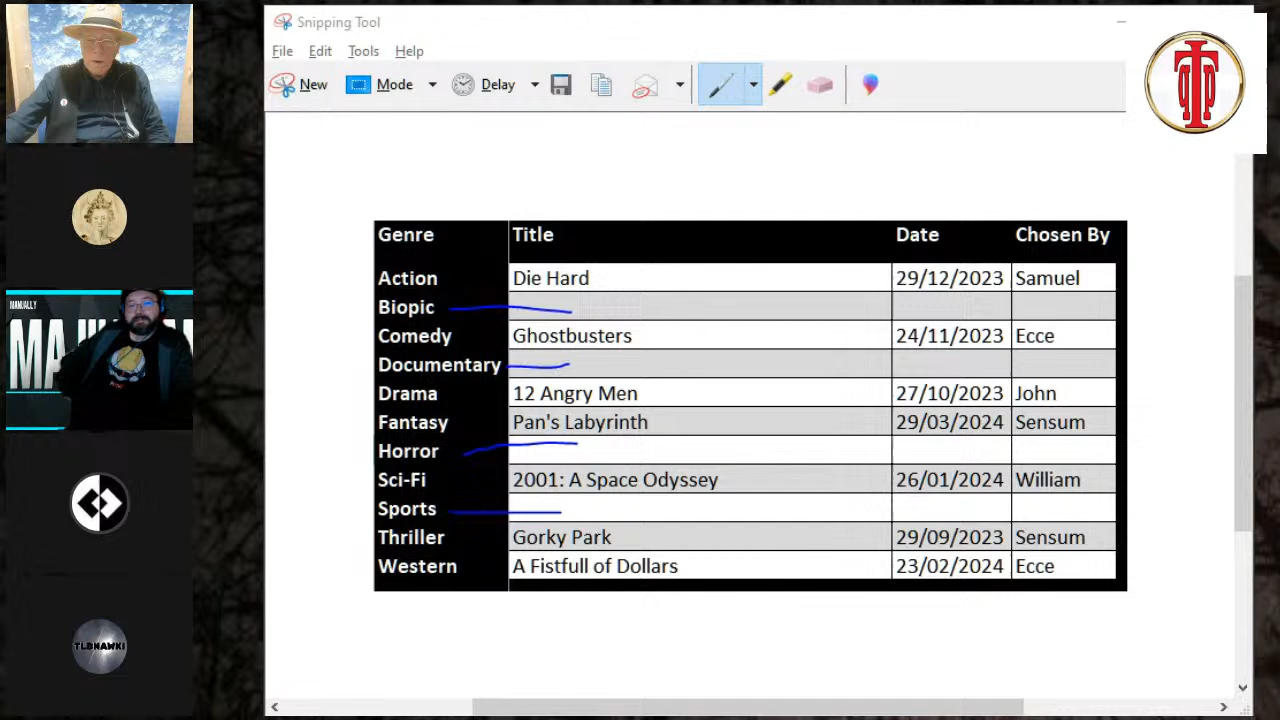 Snipping Tool
File Edit Tools Help
New Mode Delay
Genre Title Date Chosen By
Action Die Hard 29/12/2023 Samuel
Biopic
Comedy Ghostbusters 24/11/2023 Ecce
Documentary
Drama 12 Angry Men 27/10/2023 John
Fantasy Pan's Labyrinth 29/03/2024 Sensum
Horror
Sci-Fi 2001: A Space Odyssey 26/01/2024 William
Sports
Thriller Gorky Park 29/09/2023 Sensum
Western A Fistfull of Dollars 23/02/2024 Ecce
MANUALLY
TLDNAWKI